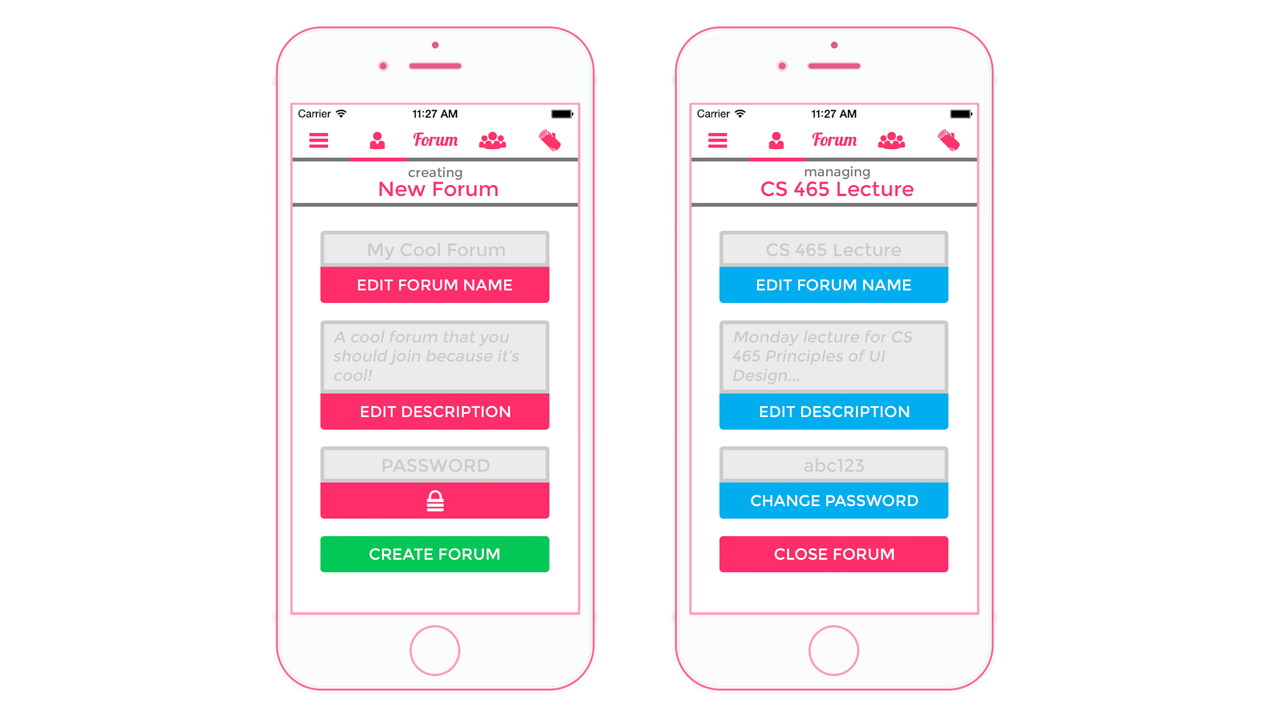 Carrier 11:27 AM
Forum
creating
New Forum
My Cool Forum
EDIT FORUM NAME
A cool forum that you
should join because it's
cool!
EDIT DESCRIPTION
PASSWORD
CREATE FORUM
Carrier 11:27 AM
Forum
managing
CS 465 Lecture
CS 465 Lecture
EDIT FORUM NAME
Monday lecture for CS
465 Principles of UI
Design...
EDIT DESCRIPTION
abc123
CHANGE PASSWORD
CLOSE FORUM